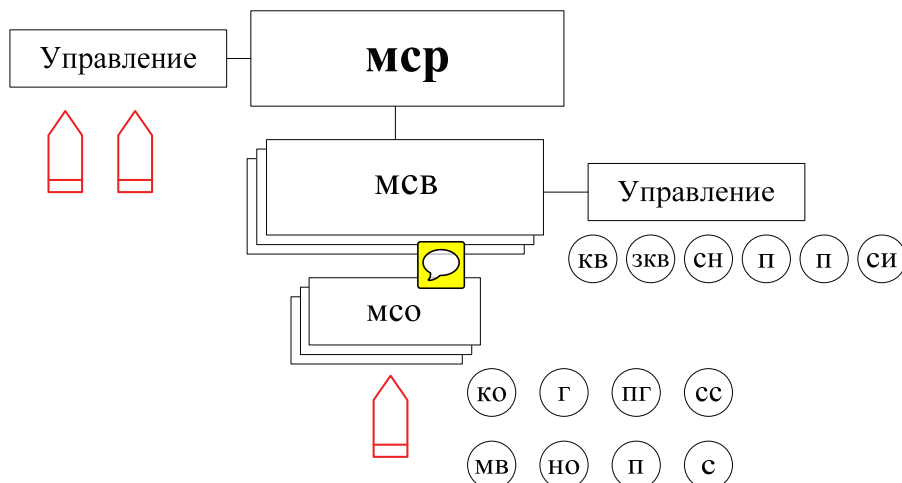 Управление
мср
мсв
Управление
кв зкв сн п п си
мсо
ко г пг сс
мв но п с